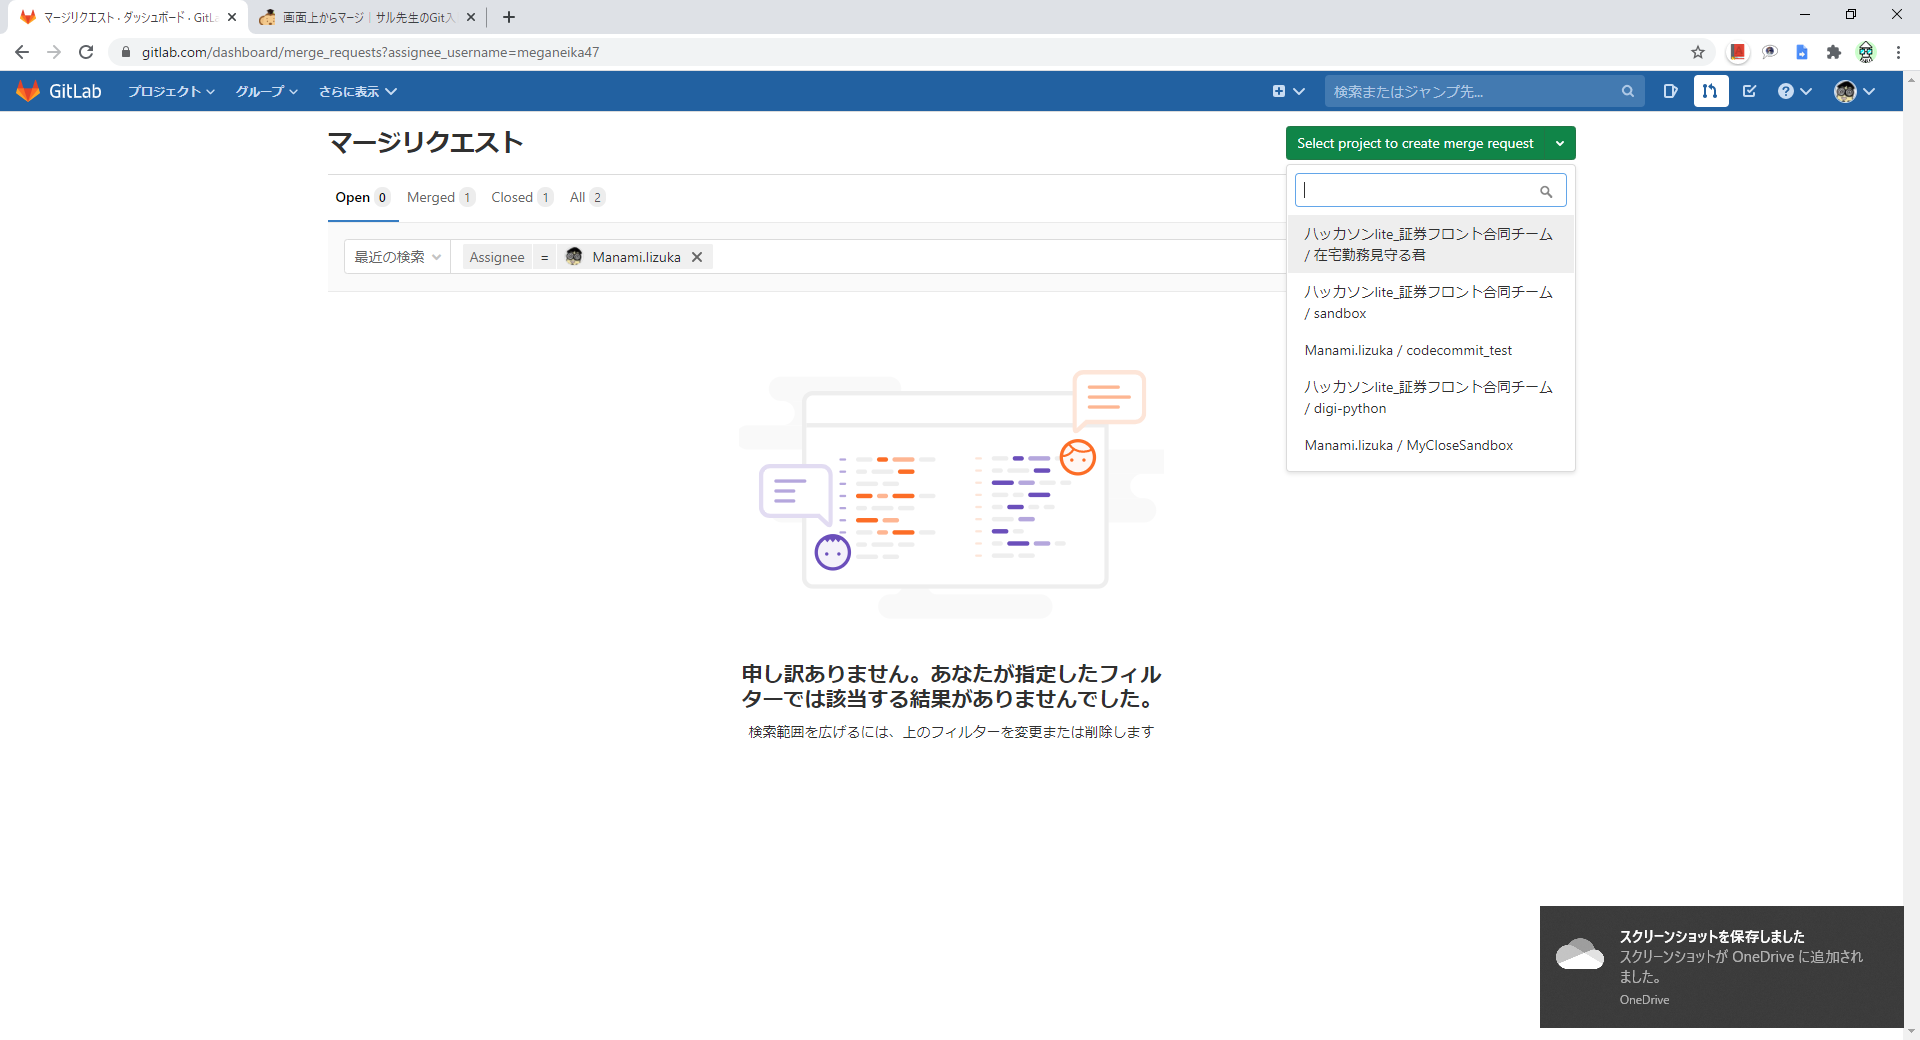 マージリクエスト · ダッシュボード · GitLa
画面上からマージ｜サル先生のGit入
gitlab.com/dashboard/merge_requests?assignee_username=meganeika47
GitLab プロジェクト グループ さらに表示 検索またはジャンプ先...
マージリクエスト
Select project to create merge request
Open 0 Merged 1 Closed 1 All 2
最近の検索 Assignee = Manami.Iizuka
ハッカソンlite_証券フロント合同チーム
/ 在宅勤務見守る君
ハッカソンlite_証券フロント合同チーム
/ sandbox
Manami.Iizuka / codecommit_test
ハッカソンlite_証券フロント合同チーム
/ digi-python
Manami.Iizuka / MyCloseSandbox
申し訳ありません。あなたが指定したフィル
ターでは該当する結果がありませんでした。
検索範囲を広げるには、上のフィルターを変更または削除します
スクリーンショットを保存しました
スクリーンショットが OneDrive に追加され
ました。
OneDrive